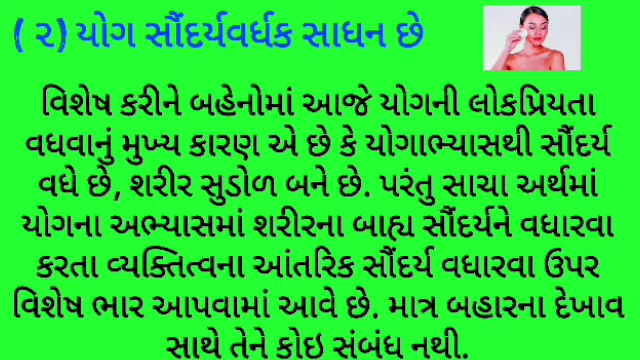 ( ૨) યોગ સૌંદર્યવર્ધક સાધન છે
વિશેષ કરીને બહેનોમાં આજે યોગની લોકપ્રિયતા
વધવાનું મુખ્ય કારણ એ છે કે યોગાભ્યાસથી સૌંદર્ય
વધે છે, શરીર સુડોળ બને છે. પરંતુ સાચા અર્થમાં
યોગના અભ્યાસમાં શરીરના બાહ્ય સૌંદર્યને વધારવા
કરતા વ્યક્તિત્વના આંતરિક સૌંદર્ય વધારવા ઉપર
વિશેષ ભાર આપવામાં આવે છે. માત્ર બહારના દેખાવ
સાથે તેને કોઇ સંબંધ નથી.